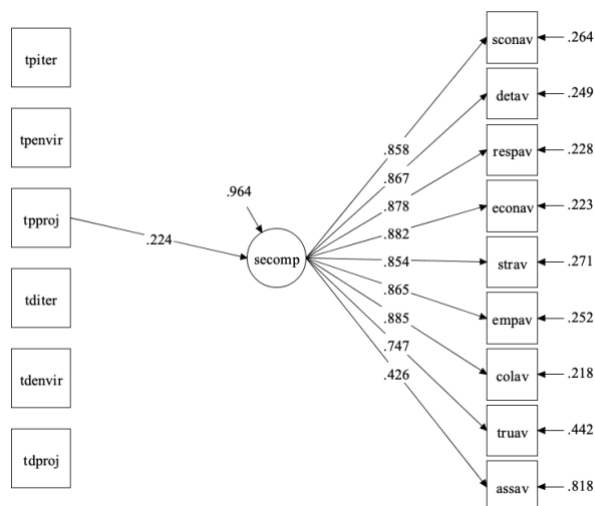 tpiter
tpenvir
tpproj
tditer
tdenvir
tdproj
.224
.964
secomp
.858
.867
.878
.882
.854
.865
.885
.747
.426
sconav
.264
detav
.249
respav
.228
econav
.223
strav
.271
empav
.252
colav
.218
truav
.442
assav
.818